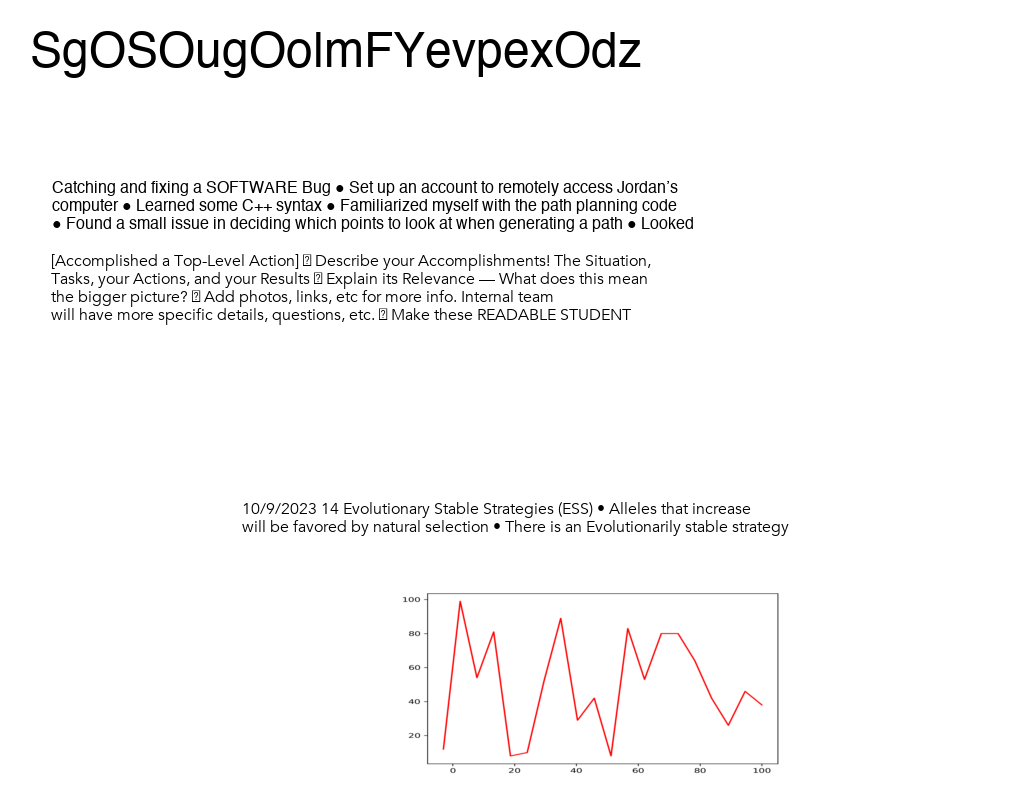 SgOSOugOolmFYevpexOdz
Catching and fixing a SOFTWARE Bug ● Set up an account to remotely access Jordan’s
computer ● Learned some C++ syntax ● Familiarized myself with the path planning code
● Found a small issue in deciding which points to look at when generating a path ● Looked
[Accomplished a Top-Level Action] ⍰ Describe your Accomplishments! The Situation,
Tasks, your Actions, and your Results ⍰ Explain its Relevance — What does this mean
the bigger picture? ⍰ Add photos, links, etc for more info. Internal team
will have more specific details, questions, etc. ⍰ Make these READABLE STUDENT
10/9/2023 14 Evolutionary Stable Strategies (ESS) • Alleles that increase
will be favored by natural selection • There is an Evolutionarily stable strategy
100
80
60
40
20
0 20 40 60 80 100